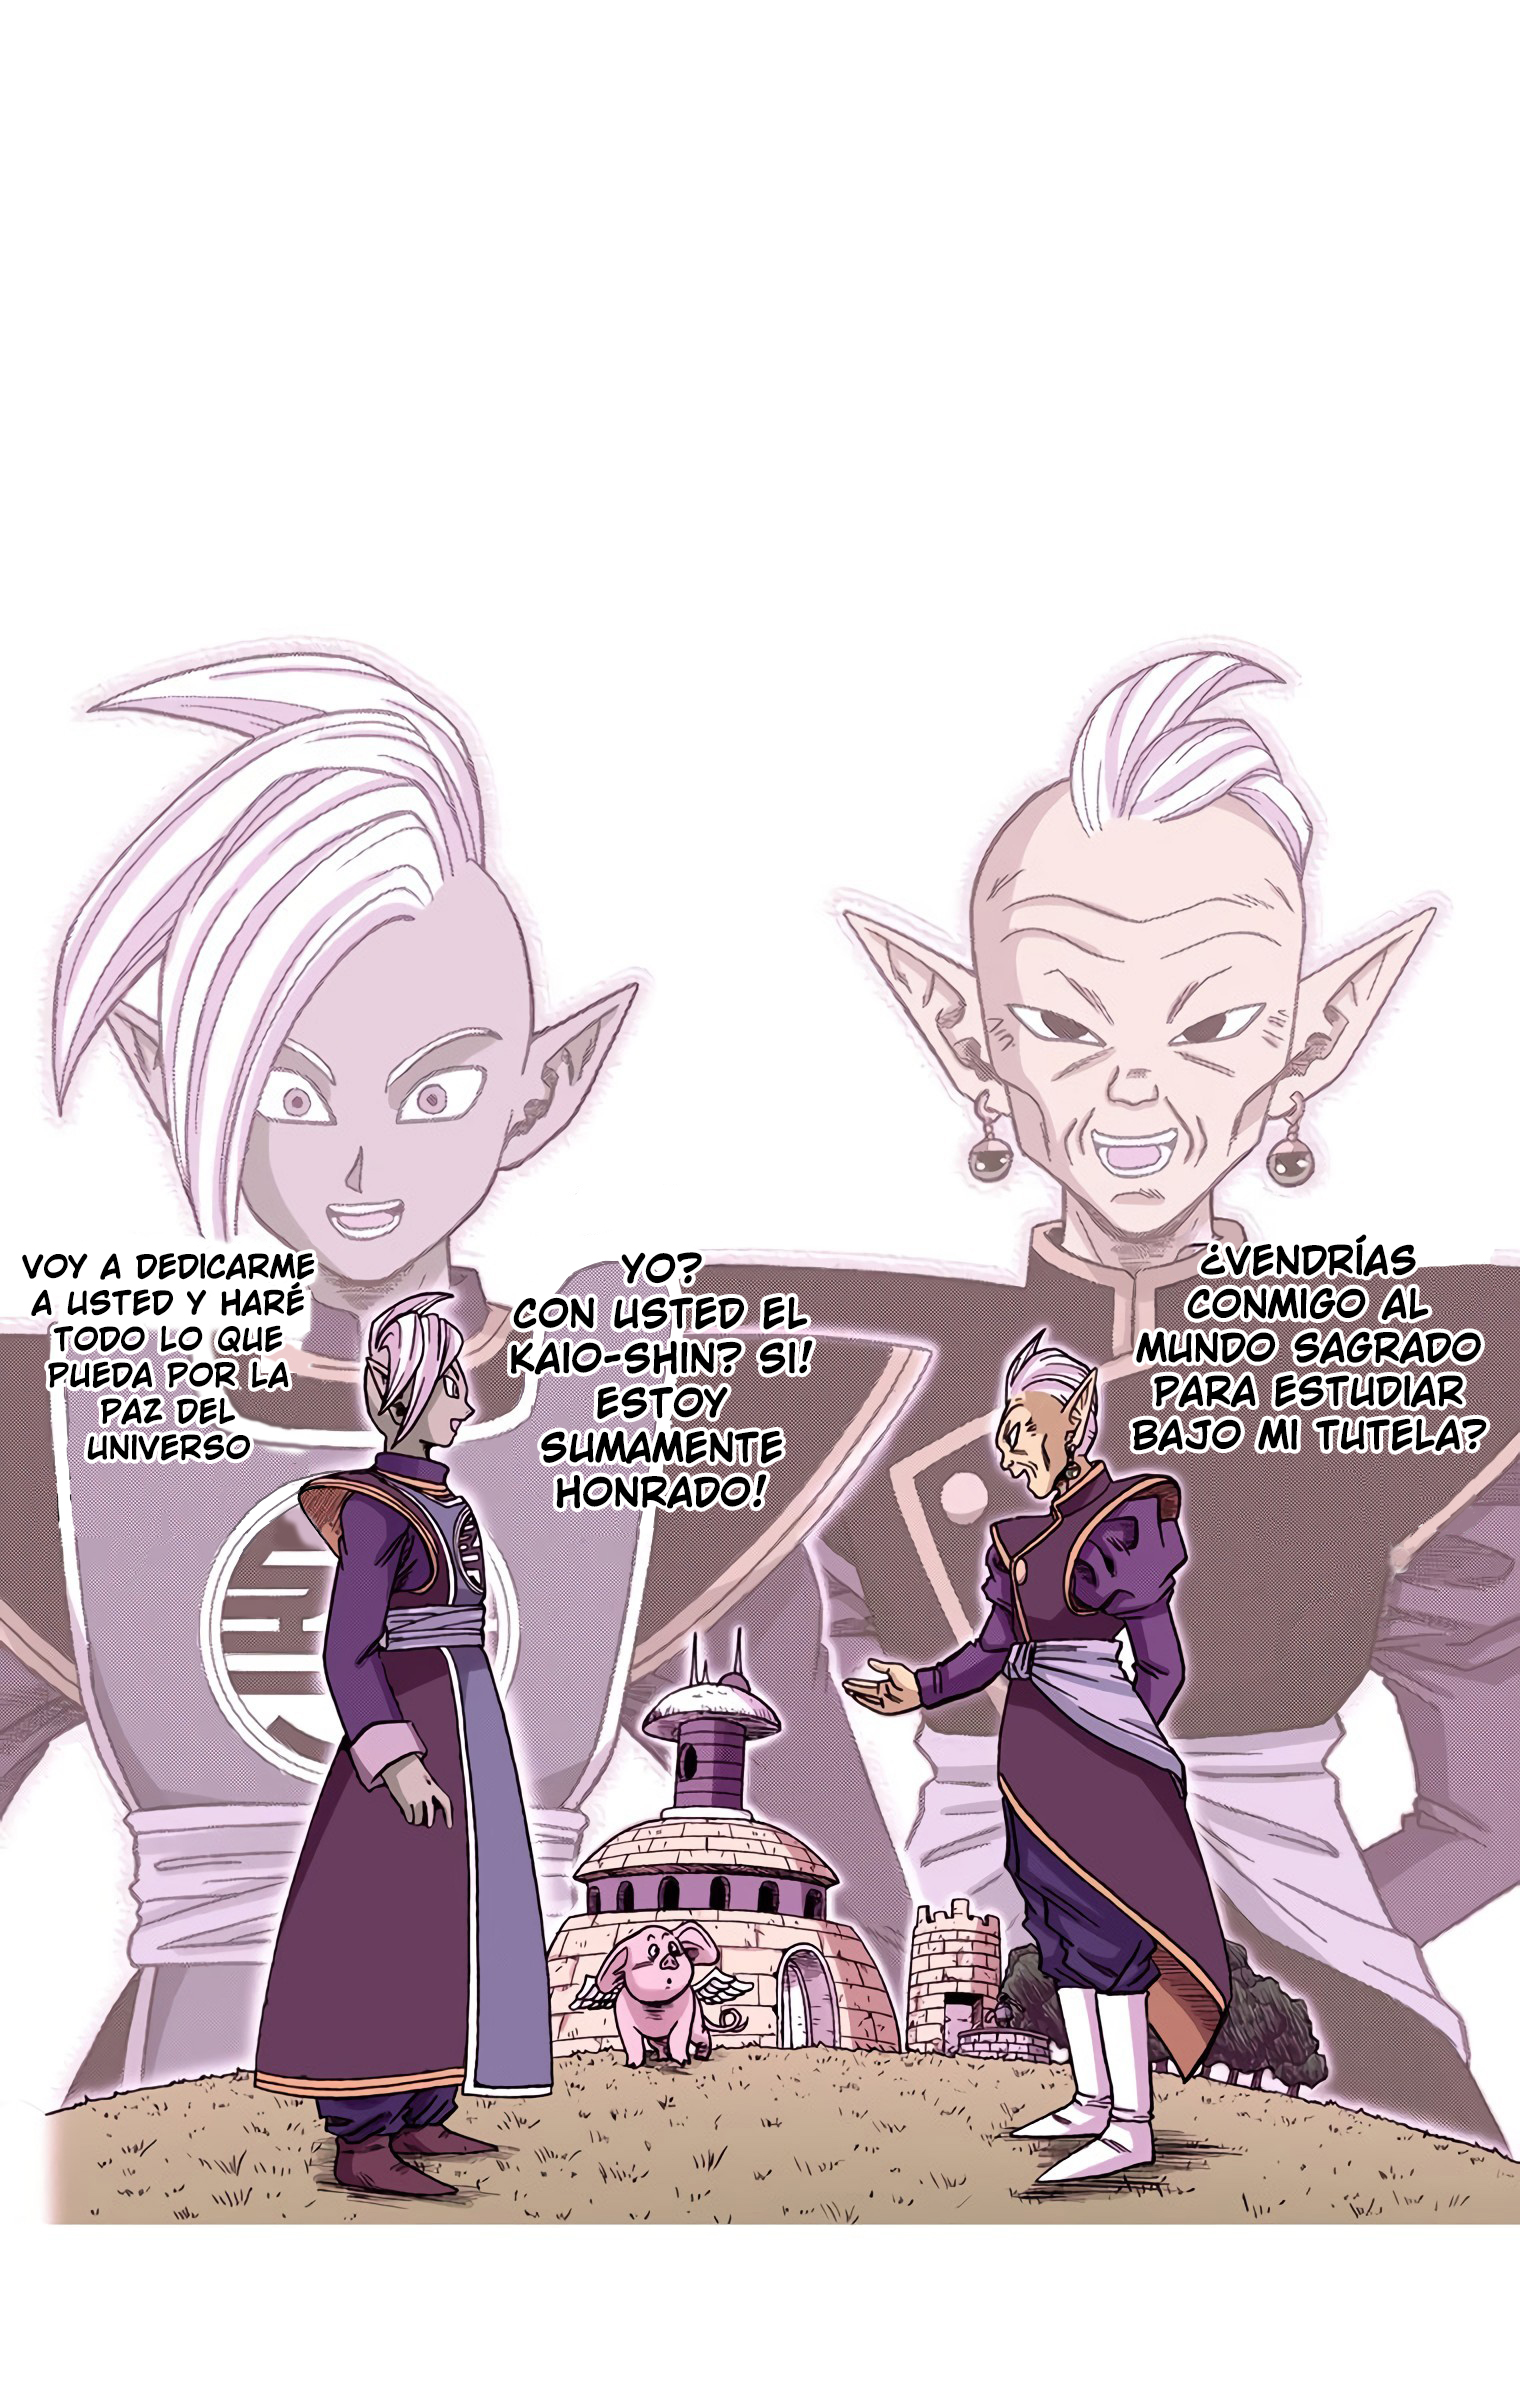 ¿VENDRÍAS
CONMIGO AL
MUNDO SAGRADO
PARA ESTUDIAR
BAJO MI TUTELA?
YO?
CON USTED EL
KAIO-SHIN? SI!
ESTOY
SUMAMENTE
HONRADO!
VOY A DEDICARME
A USTED Y HARÉ
TODO LO QUE
PUEDA POR LA
PAZ DEL
UNIVERSO